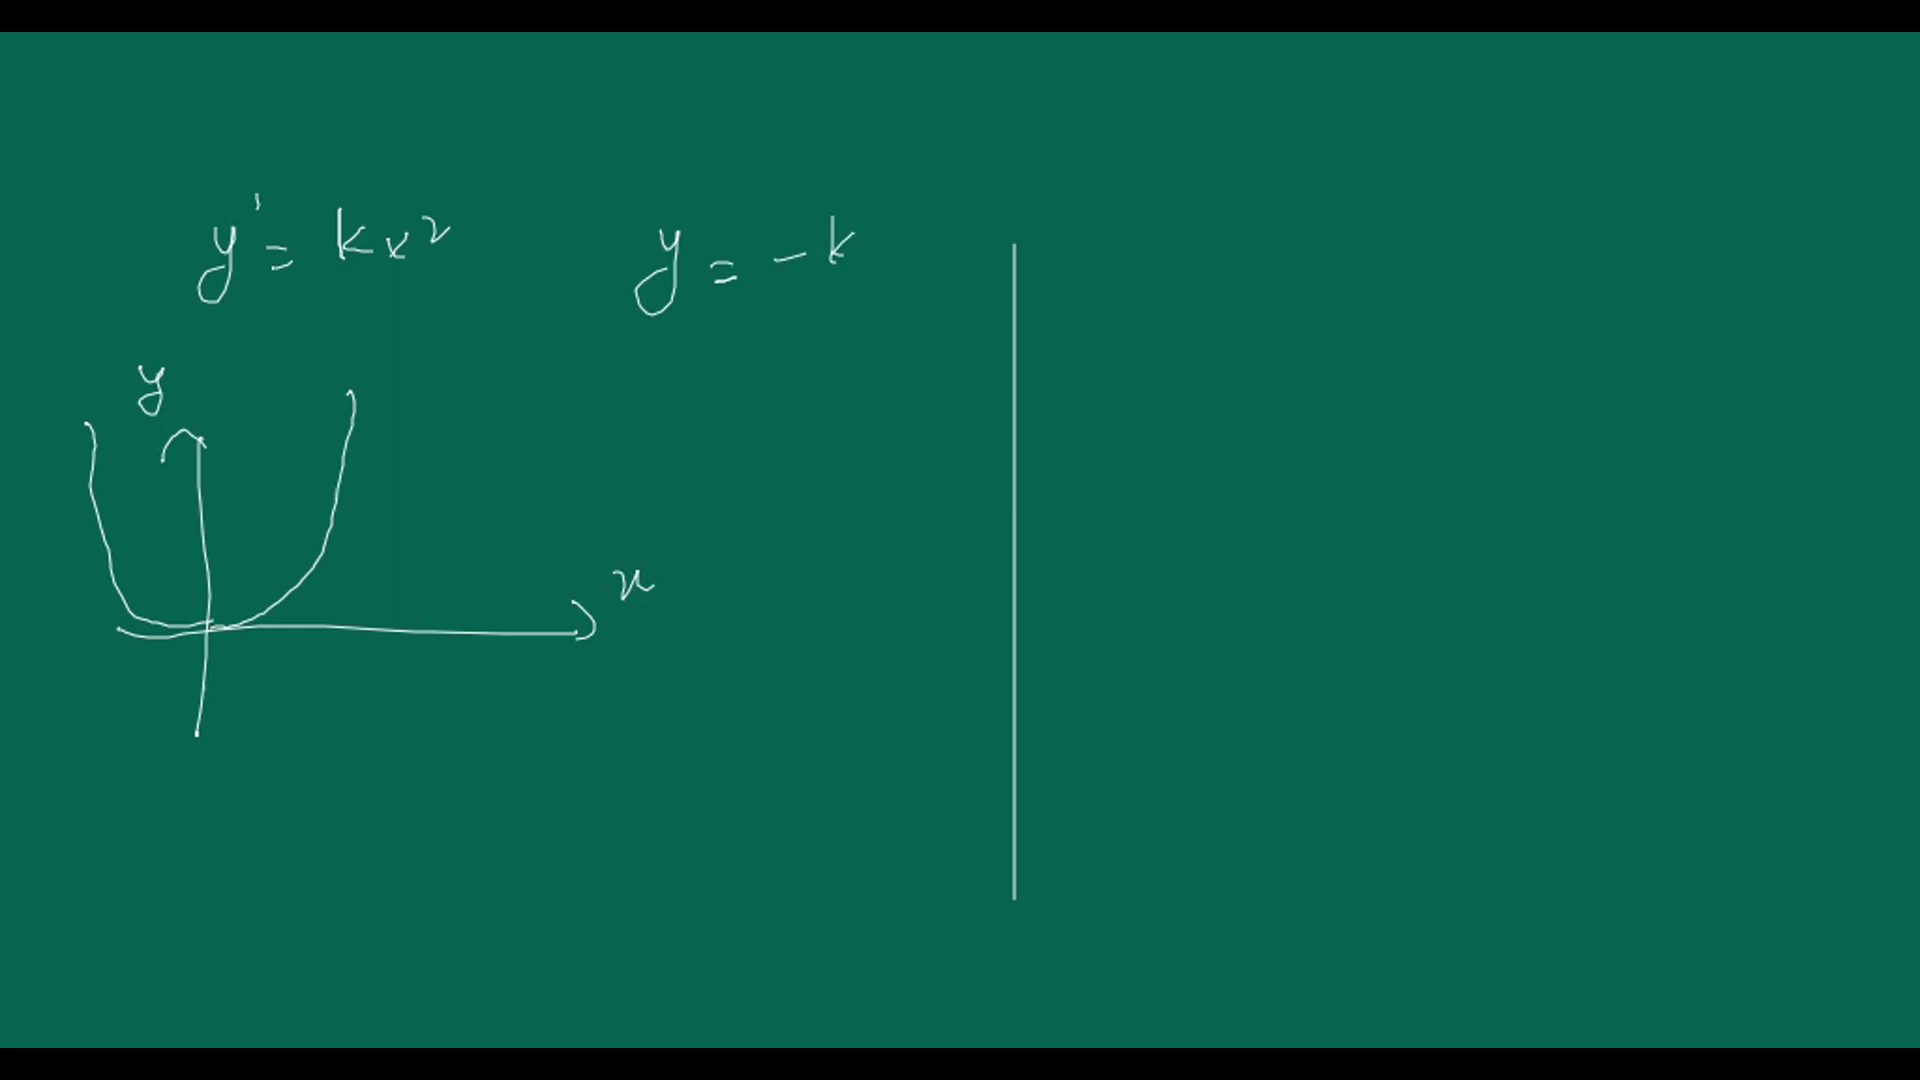 y' = kx² y = -k
y
x